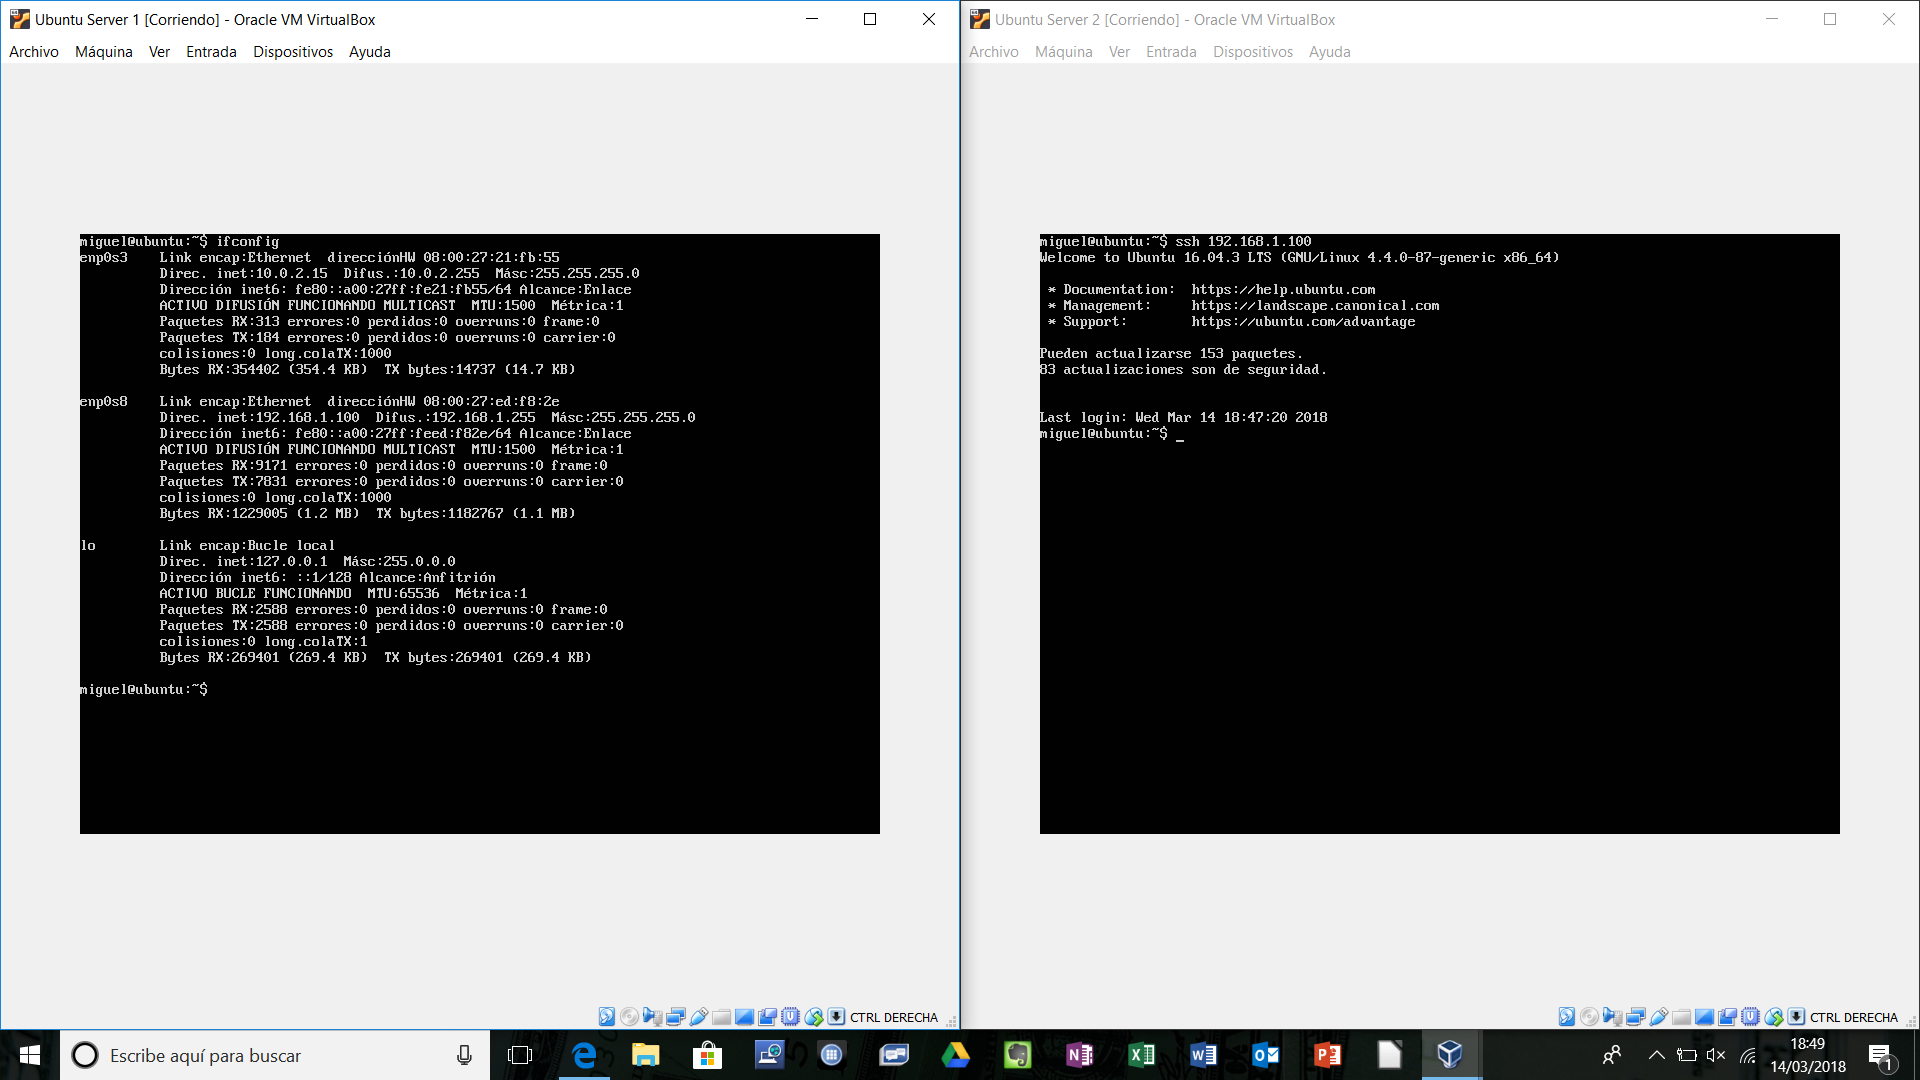 Ubuntu Server 1 [Corriendo] - Oracle VM VirtualBox
Archivo Máquina Ver Entrada Dispositivos Ayuda
miguel@ubuntu:~$ ifconfig
enp0s3 Link encap:Ethernet direcciónHW 08:00:27:21:fb:55
Direc. inet:10.0.2.15 Difus.:10.0.2.255 Másc:255.255.255.0
Dirección inet6: fe80::a00:27ff:fe21:fb55/64 Alcance:Enlace
ACTIVO DIFUSIÓN FUNCIONANDO MULTICAST MTU:1500 Métrica:1
Paquetes RX:313 errores:0 perdidos:0 overruns:0 frame:0
Paquetes TX:184 errores:0 perdidos:0 overruns:0 carrier:0
colisiones:0 long.colaTX:1000
Bytes RX:354402 (354.4 KB) TX bytes:14737 (14.7 KB)
enp0s8 Link encap:Ethernet direcciónHW 08:00:27:ed:f8:2e
Direc. inet:192.168.1.100 Difus.:192.168.1.255 Másc:255.255.255.0
Dirección inet6: fe80::a00:27ff:feed:f82e/64 Alcance:Enlace
ACTIVO DIFUSIÓN FUNCIONANDO MULTICAST MTU:1500 Métrica:1
Paquetes RX:9171 errores:0 perdidos:0 overruns:0 frame:0
Paquetes TX:7831 errores:0 perdidos:0 overruns:0 carrier:0
colisiones:0 long.colaTX:1000
Bytes RX:1229005 (1.2 MB) TX bytes:1182767 (1.1 MB)
lo Link encap:Bucle local
Direc. inet:127.0.0.1 Másc:255.0.0.0
Dirección inet6: ::1/128 Alcance:Anfitrión
ACTIVO BUCLE FUNCIONANDO MTU:65536 Métrica:1
Paquetes RX:2588 errores:0 perdidos:0 overruns:0 frame:0
Paquetes TX:2588 errores:0 perdidos:0 overruns:0 carrier:0
colisiones:0 long.colaTX:1
Bytes RX:269401 (269.4 KB) TX bytes:269401 (269.4 KB)
miguel@ubuntu:~$
CTRL DERECHA
Ubuntu Server 2 [Corriendo] - Oracle VM VirtualBox
Archivo Máquina Ver Entrada Dispositivos Ayuda
miguel@ubuntu:~$ ssh 192.168.1.100
Welcome to Ubuntu 16.04.3 LTS (GNU/Linux 4.4.0-87-generic x86_64)
* Documentation: https://help.ubuntu.com
* Management: https://landscape.canonical.com
* Support: https://ubuntu.com/advantage
Pueden actualizarse 153 paquetes.
83 actualizaciones son de seguridad.
Last login: Wed Mar 14 18:47:20 2018
miguel@ubuntu:~$ _
CTRL DERECHA
Escribe aquí para buscar
18:49
14/03/2018
1